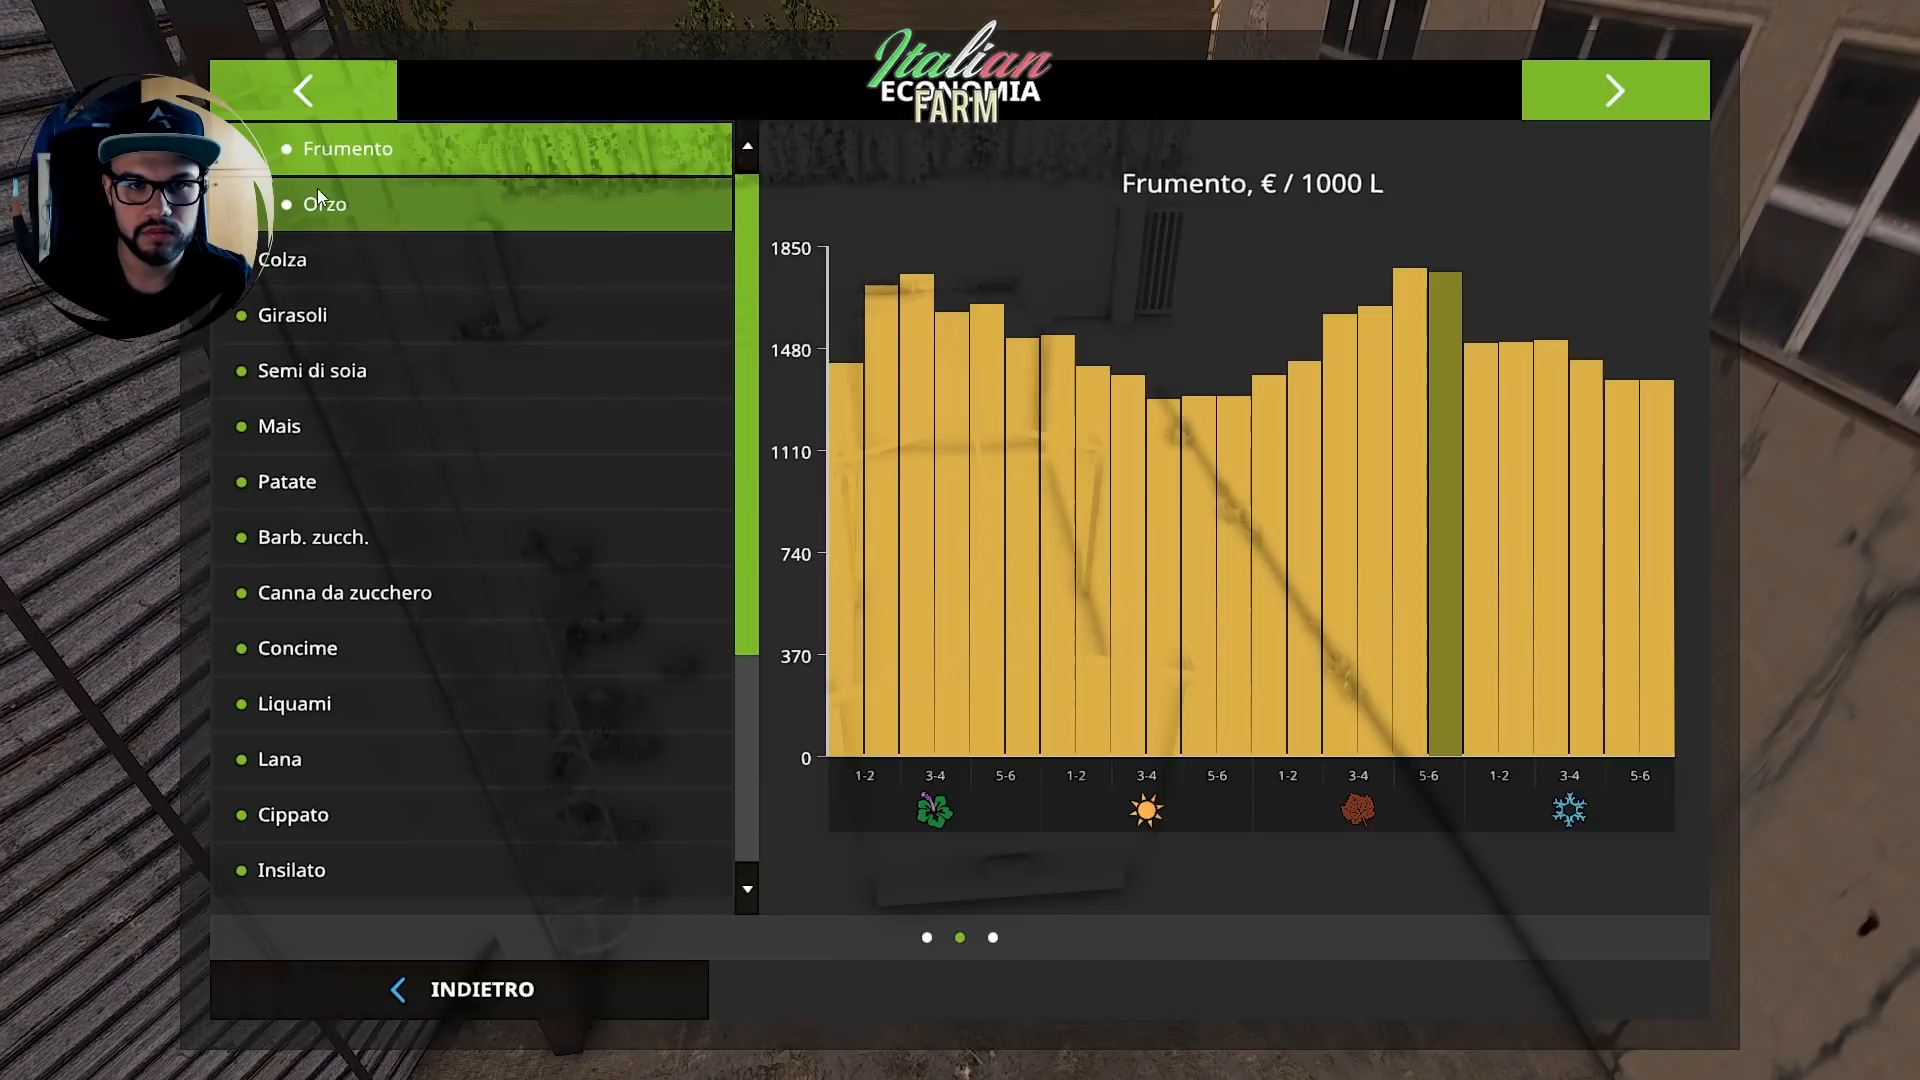 Italian
ECONOMIA
FARM
Frumento
Orzo
Colza
Girasoli
Semi di soia
Mais
Patate
Barb. zucch.
Canna da zucchero
Concime
Liquami
Lana
Cippato
Insilato
Frumento, € / 1000 L
1850
1480
1110
740
370
0
1-2 3-4 5-6 1-2 3-4 5-6 1-2 3-4 5-6 1-2 3-4 5-6
INDIETRO